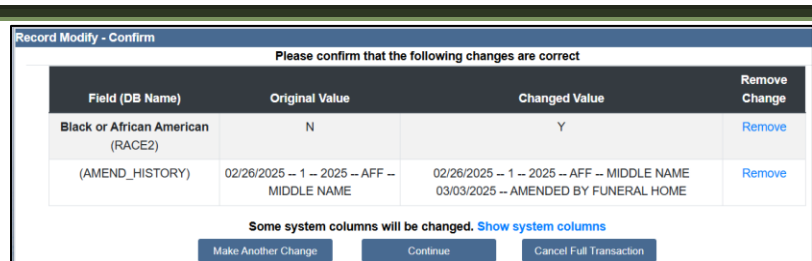 Record Modify - Confirm
Please confirm that the following changes are correct
Field (DB Name) Original Value Changed Value Remove Change
Black or African American (RACE2) N Y Remove
(AMEND_HISTORY) 02/26/2025 -- 1 -- 2025 -- AFF -- MIDDLE NAME 02/26/2025 -- 1 -- 2025 -- AFF -- MIDDLE NAME 03/03/2025 -- AMENDED BY FUNERAL HOME Remove
Some system columns will be changed. Show system columns
Make Another Change Continue Cancel Full Transaction